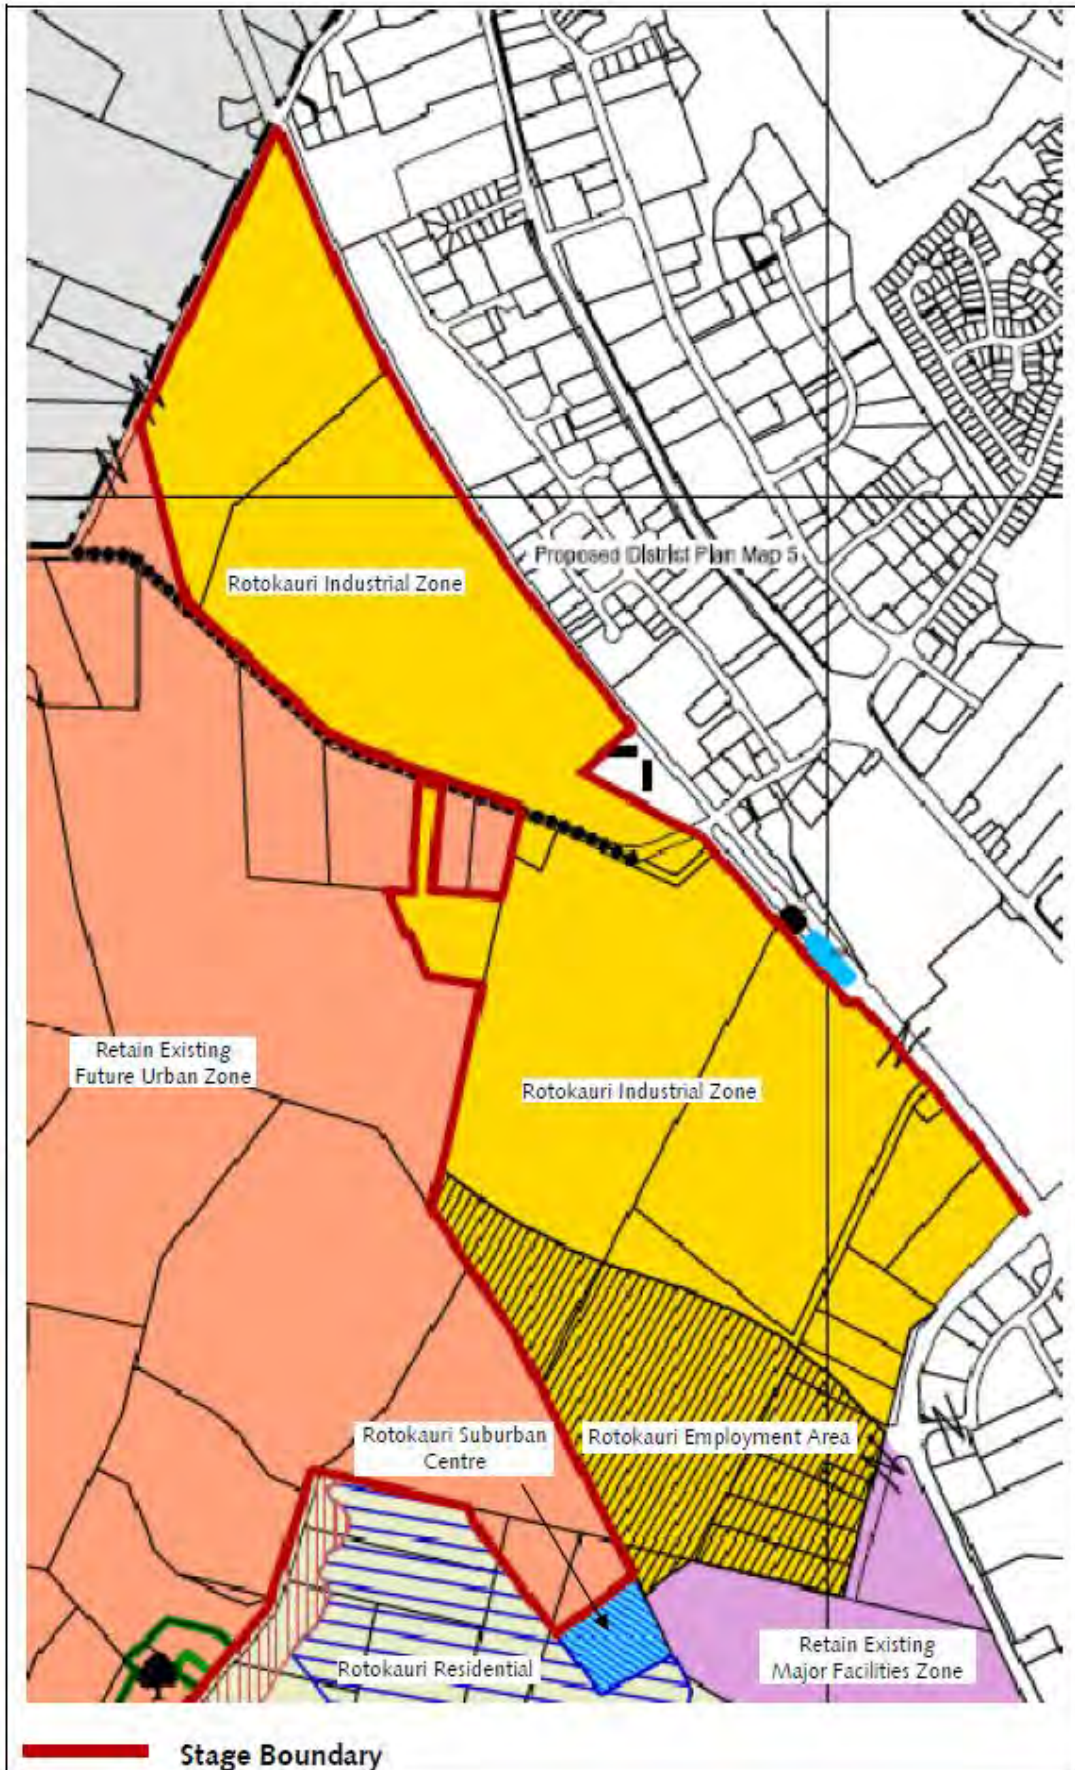 Proposed District Plan Map 5
Rotokauri Industrial Zone
Retain Existing
Future Urban Zone
Rotokauri Industrial Zone
Rotokauri Suburban
Centre
Rotokauri Employment Area
Rotokauri Residential
Retain Existing
Major Facilities Zone
Stage Boundary